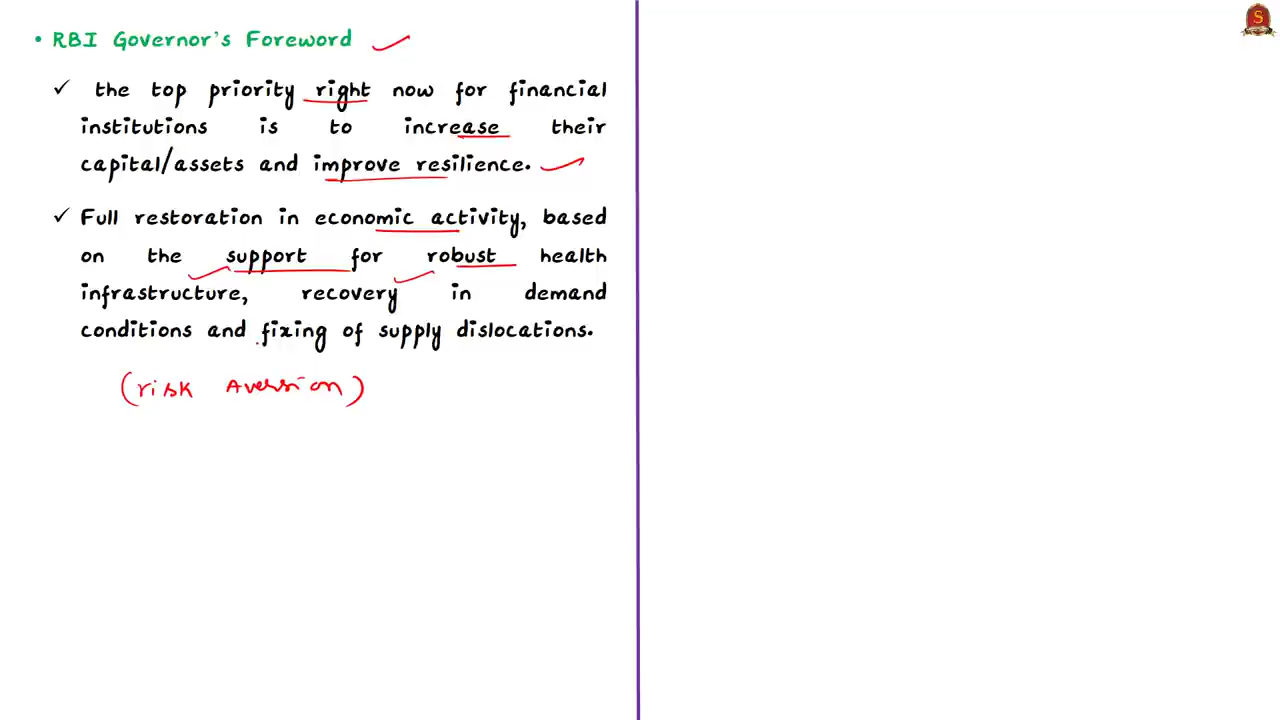 • RBI Governor's Foreword
✓ the top priority right now for financial
institutions is to increase their
capital/assets and improve resilience.
✓ Full restoration in economic activity, based
on the support for robust health
infrastructure, recovery in demand
conditions and fixing of supply dislocations.
(risk Aversion)
S